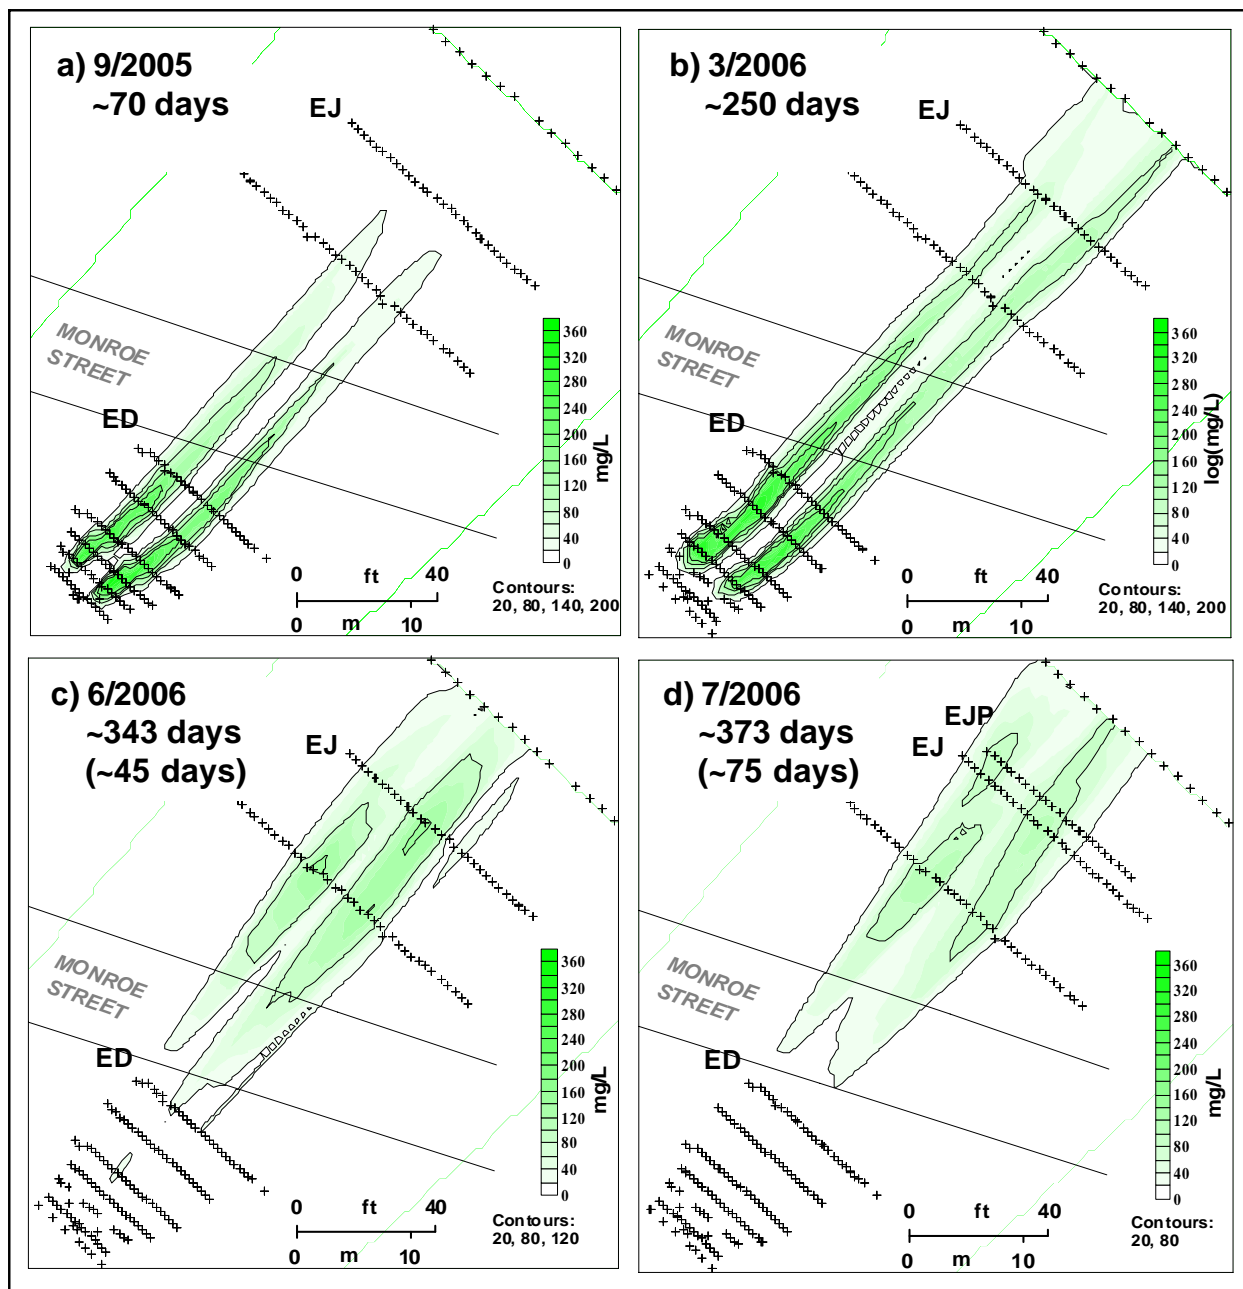 a) 9/2005
~70 days
EJ
MONROE
STREET
ED
360
320
280
240
200
160
120
80
40
0
mg/L
0 ft 40
0 m 10
Contours:
20, 80, 140, 200
b) 3/2006
~250 days
EJ
MONROE
STREET
ED
360
320
280
240
200
160
120
80
40
0
log(mg/L)
0 ft 40
0 m 10
Contours:
20, 80, 140, 200
c) 6/2006
~343 days
(~45 days)
EJ
MONROE
STREET
ED
360
320
280
240
200
160
120
80
40
0
mg/L
0 ft 40
0 m 10
Contours:
20, 80, 120
d) 7/2006
~373 days
(~75 days)
EJP
EJ
MONROE
STREET
ED
360
320
280
240
200
160
120
80
40
0
mg/L
0 ft 40
0 m 10
Contours:
20, 80